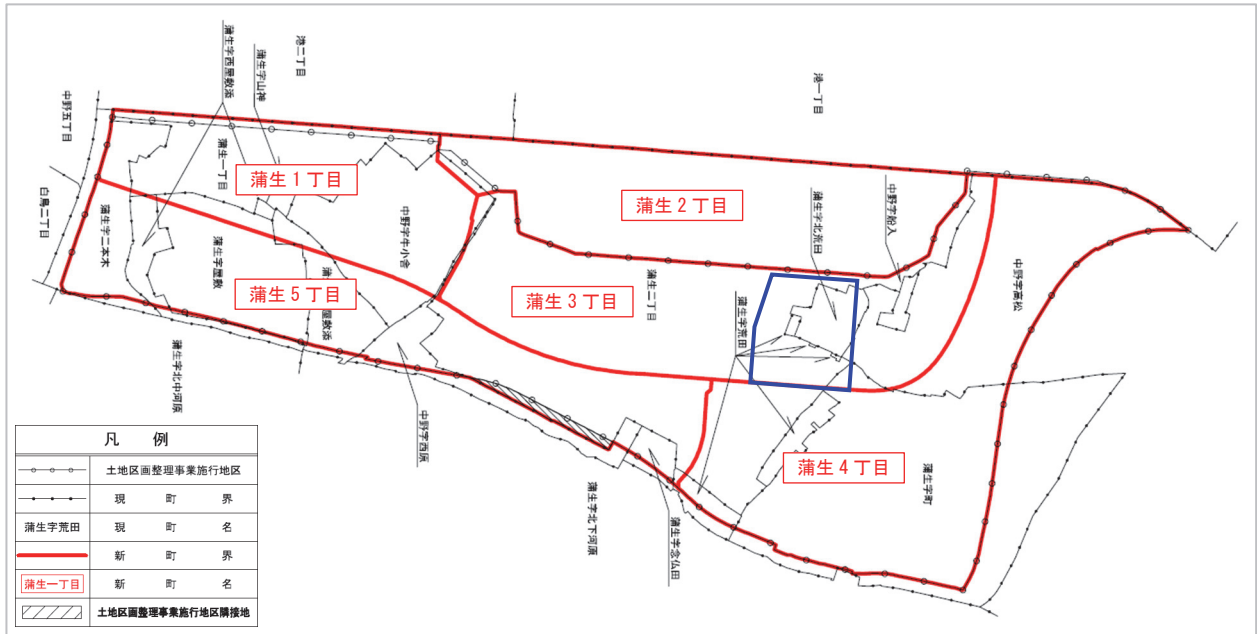 港二丁目
蒲生字山神
蒲生字西屋敷添
港一丁目
中野五丁目
白鳥二丁目
蒲生一丁目
蒲生1丁目
蒲生2丁目
蒲生3丁目
蒲生4丁目
蒲生5丁目
中野字牛小舎
蒲生字二本木
蒲生字屋敷
蒲生二丁目
蒲生字北荒田
中野字船入
中野字高松
蒲生字荒田
蒲生字町
蒲生字北中河原
中野字西原
蒲生字北下河原
蒲生字念仏田
凡 例
土地区画整理事業施行地区
現 町 界
蒲生字荒田
現 町 名
新 町 界
蒲生一丁目
新 町 名
土地区画整理事業施行地区隣接地